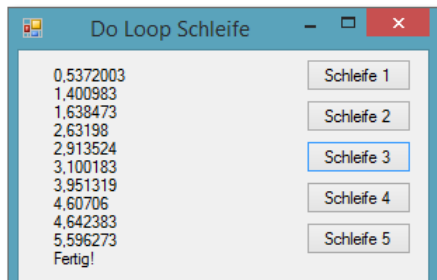 Do Loop Schleife
0,5372003
1,400983
1,638473
2,63198
2,913524
3,100183
3,951319
4,60706
4,642383
5,596273
Fertig!
Schleife 1
Schleife 2
Schleife 3
Schleife 4
Schleife 5